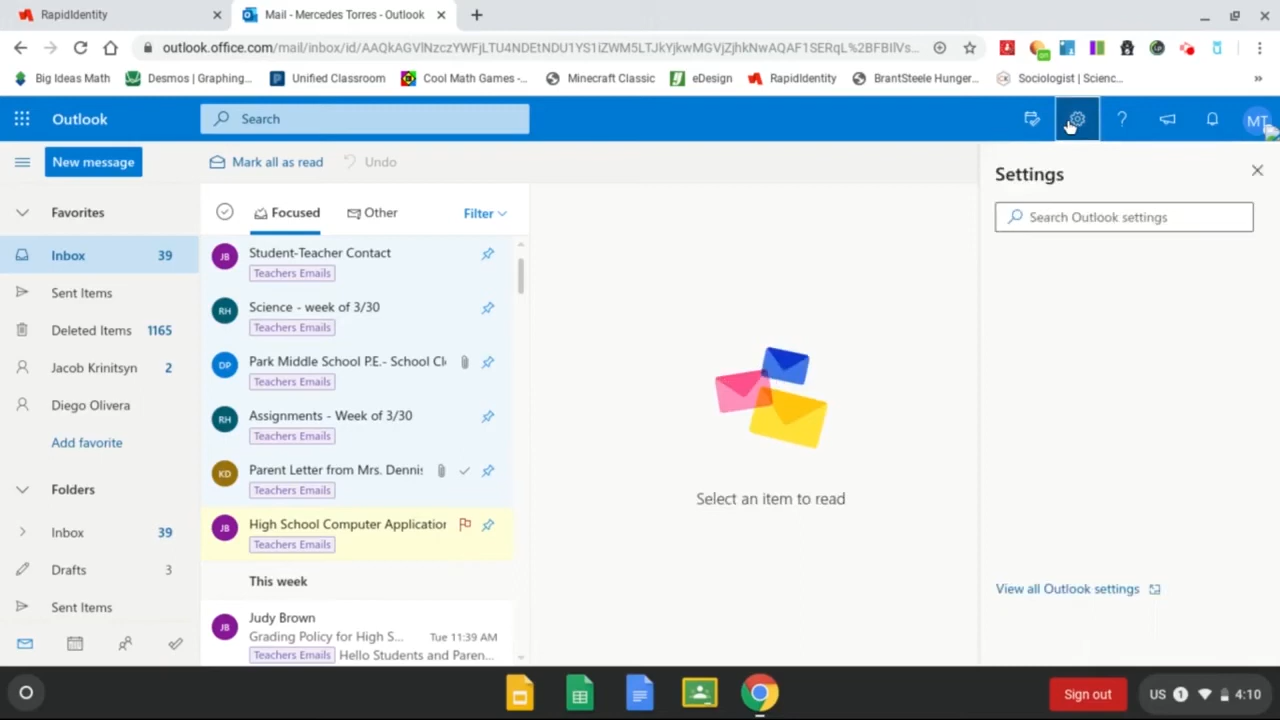 RapidIdentity
Mail - Mercedes Torres - Outlook
outlook.office.com/mail/inbox/id/AAQkAGVlNzczYWFjLTU4NDEtNDU1YS1iZWM5LTJkYjkwMGVjZjhkNwAQAF1SERqL%2BFBIlVs...
Big Ideas Math
Desmos | Graphing...
Unified Classroom
Cool Math Games -...
Minecraft Classic
eDesign
RapidIdentity
BrantSteele Hunger...
Sociologist | Scienc...
»
Outlook
Search
MT
New message
Mark all as read
Undo
Settings
Search Outlook settings
View all Outlook settings
Favorites
Inbox 39
Sent Items
Deleted Items 1165
Jacob Krinitsyn 2
Diego Olivera
Add favorite
Folders
Inbox 39
Drafts 3
Sent Items
Focused
Other
Filter
JB
Student-Teacher Contact
Teachers Emails
RH
Science - week of 3/30
Teachers Emails
DP
Park Middle School P.E.- School Cl
Teachers Emails
RH
Assignments - Week of 3/30
Teachers Emails
KD
Parent Letter from Mrs. Dennis
Teachers Emails
JB
High School Computer Application
Teachers Emails
This week
JB
Judy Brown
Grading Policy for High S... Tue 11:39 AM
Teachers Emails Hello Students and Paren...
Select an item to read
Sign out
US 1 4:10